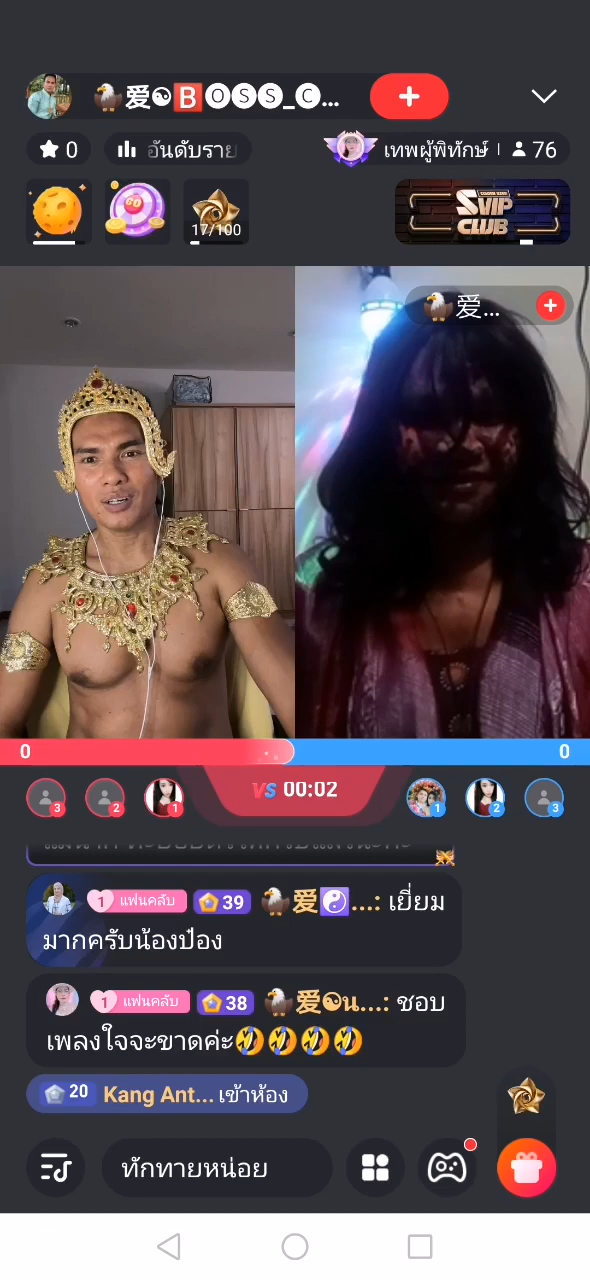 🦅爱☯🅱🅞🅢🅢_🅒...
0
อันดับราย
เทพผู้พิทักษ์ | 76
GO
17/100
SVIP
CLUB
🦅爱...
0
0
3
2
1
VS 00:02
1
2
3
1 แฟนคลับ 39 🦅爱☯...: เยี่ยม
มากครับน้องป๋อง
1 แฟนคลับ 38 🦅爱☯น...: ชอบ
เพลงใจจะขาดค่ะ🤣🤣🤣🤣
20 Kang Ant... เข้าห้อง
ทักทายหน่อย